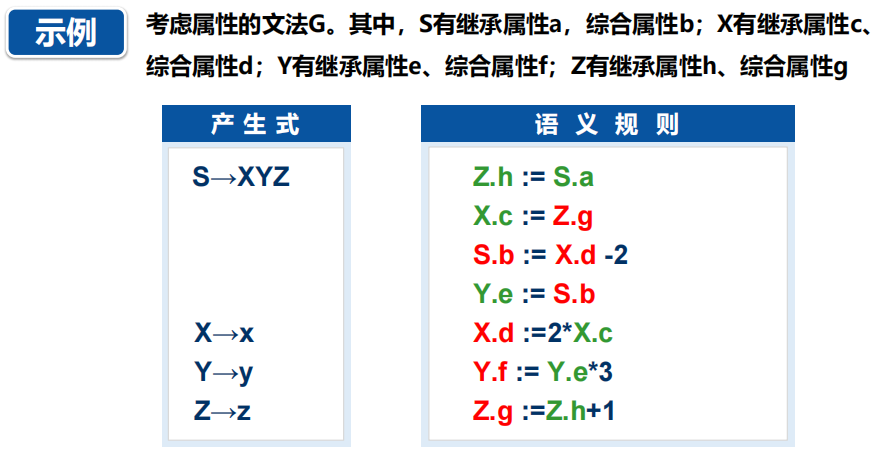 示例
考虑属性的文法G。其中，S有继承属性a，综合属性b；X有继承属性c、
综合属性d；Y有继承属性e、综合属性f；Z有继承属性h、综合属性g
产 生 式
语 义 规 则
S→XYZ
Z.h := S.a
X.c := Z.g
S.b := X.d -2
Y.e := S.b
X→x
X.d :=2*X.c
Y→y
Y.f := Y.e*3
Z→z
Z.g :=Z.h+1